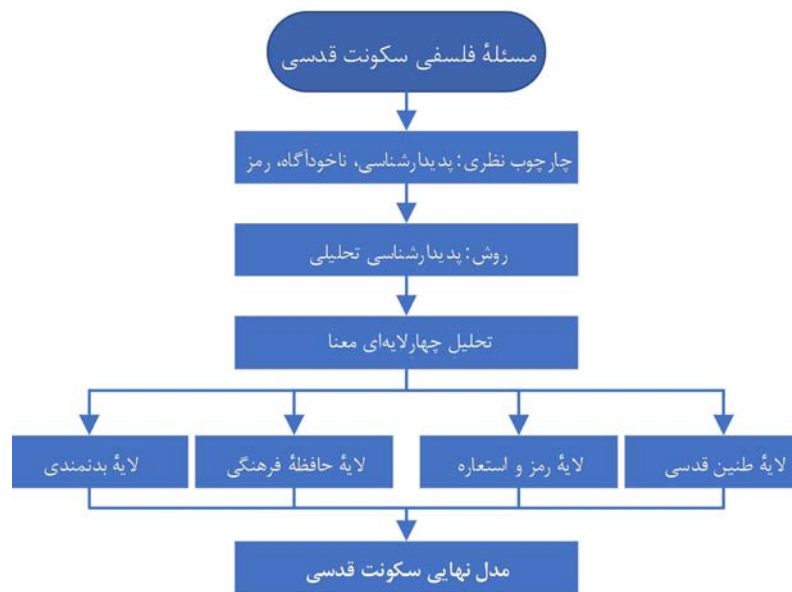 مسئلهٔ فلسفی سکونت قدسی
چارچوب نظری: پدیدارشناسی، ناخودآگاه، رمز
روش: پدیدارشناسی تحلیلی
تحلیل چهارلایه‌ای معنا
لایهٔ طنین قدسی
لایهٔ رمز و استعاره
لایهٔ حافظهٔ فرهنگی
لایهٔ بدنمندی
مدل نهایی سکونت قدسی